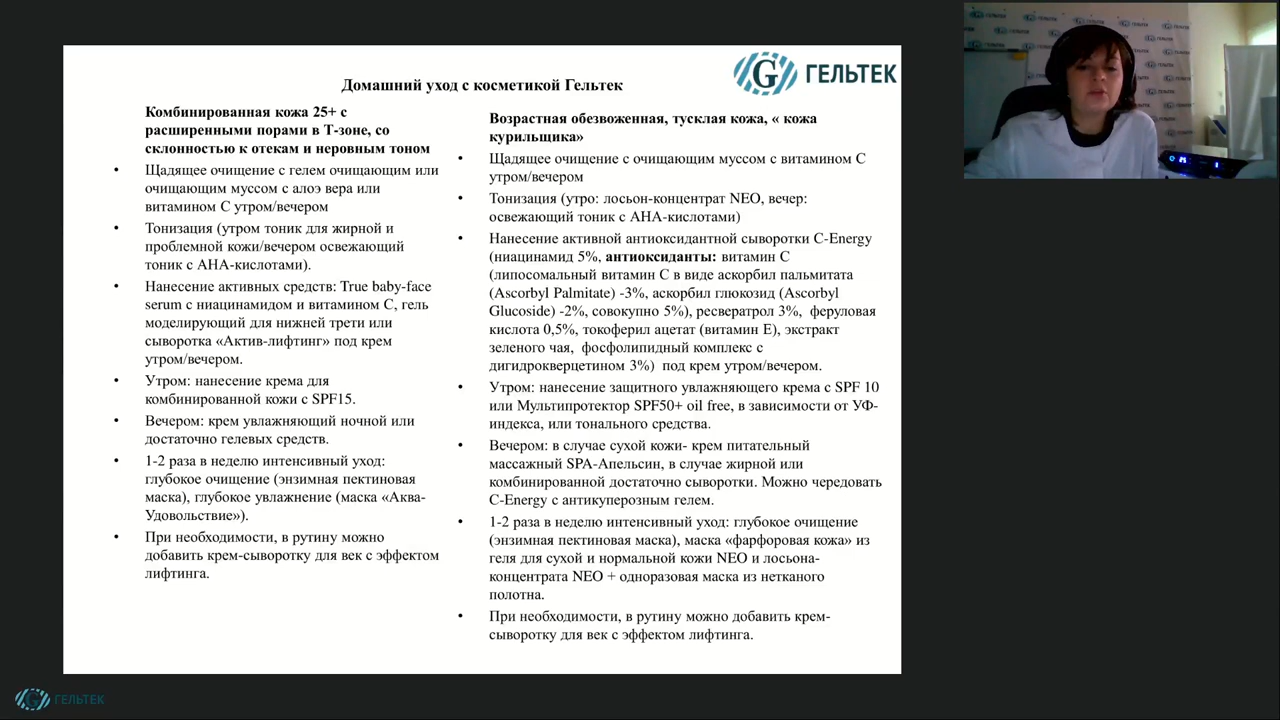 ГЕЛЬТЕК
Домашний уход с косметикой Гельтек
Комбинированная кожа 25+ с
расширенными порами в Т-зоне, со
склонностью к отекам и неровным тоном
• Щадящее очищение с гелем очищающим или
очищающим муссом с алоэ вера или
витамином С утром/вечером
• Тонизация (утром тоник для жирной и
проблемной кожи/вечером освежающий
тоник с АНА-кислотами).
• Нанесение активных средств: True baby-face
serum с ниацинамидом и витамином С, гель
моделирующий для нижней трети или
сыворотка «Актив-лифтинг» под крем
утром/вечером.
• Утром: нанесение крема для
комбинированной кожи с SPF15.
• Вечером: крем увлажняющий ночной или
достаточно гелевых средств.
• 1-2 раза в неделю интенсивный уход:
глубокое очищение (энзимная пектиновая
маска), глубокое увлажнение (маска «Аква-
Удовольствие»).
• При необходимости, в рутину можно
добавить крем-сыворотку для век с эффектом
лифтинга.
Возрастная обезвоженная, тусклая кожа, « кожа
курильщика»
• Щадящее очищение с очищающим муссом с витамином С
утром/вечером
• Тонизация (утро: лосьон-концентрат NEO, вечер:
освежающий тоник с АНА-кислотами)
• Нанесение активной антиоксидантной сыворотки C-Energy
(ниацинамид 5%, антиоксиданты: витамин С
(липосомальный витамин С в виде аскорбил пальмитата
(Ascorbyl Palmitate) -3%, аскорбил глюкозид (Ascorbyl
Glucoside) -2%, совокупно 5%), ресвератрол 3%, феруловая
кислота 0,5%, токоферил ацетат (витамин Е), экстракт
зеленого чая, фосфолипидный комплекс с
дигидрокверцетином 3%) под крем утром/вечером.
• Утром: нанесение защитного увлажняющего крема с SPF 10
или Мультипротектор SPF50+ oil free, в зависимости от УФ-
индекса, или тонального средства.
• Вечером: в случае сухой кожи- крем питательный
массажный SPA-Апельсин, в случае жирной или
комбинированной достаточно сыворотки. Можно чередовать
C-Energy с антикуперозным гелем.
• 1-2 раза в неделю интенсивный уход: глубокое очищение
(энзимная пектиновая маска), маска «фарфоровая кожа» из
геля для сухой и нормальной кожи NEO и лосьона-
концентрата NEO + одноразовая маска из нетканого
полотна.
• При необходимости, в рутину можно добавить крем-
сыворотку для век с эффектом лифтинга.
ГЕЛЬТЕК